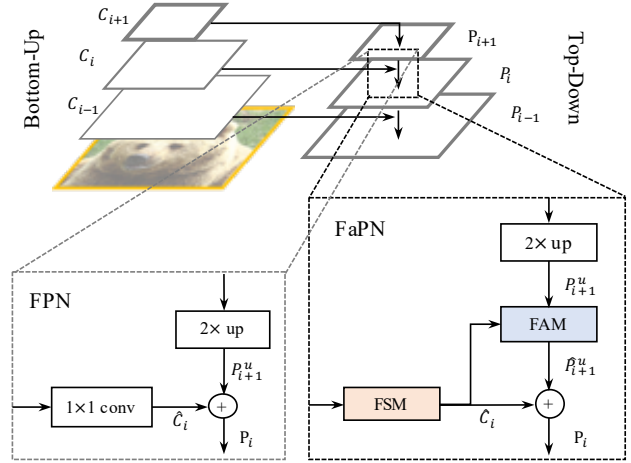 Bottom-Up
C_{i+1}
C_i
C_{i-1}
P_{i+1}
P_i
P_{i-1}
Top-Down
FPN
2× up
P^u_{i+1}
1×1 conv
Ĉ_i
+
P_i
FaPN
2× up
P^u_{i+1}
FAM
P̂^u_{i+1}
FSM
Ĉ_i
+
P_i